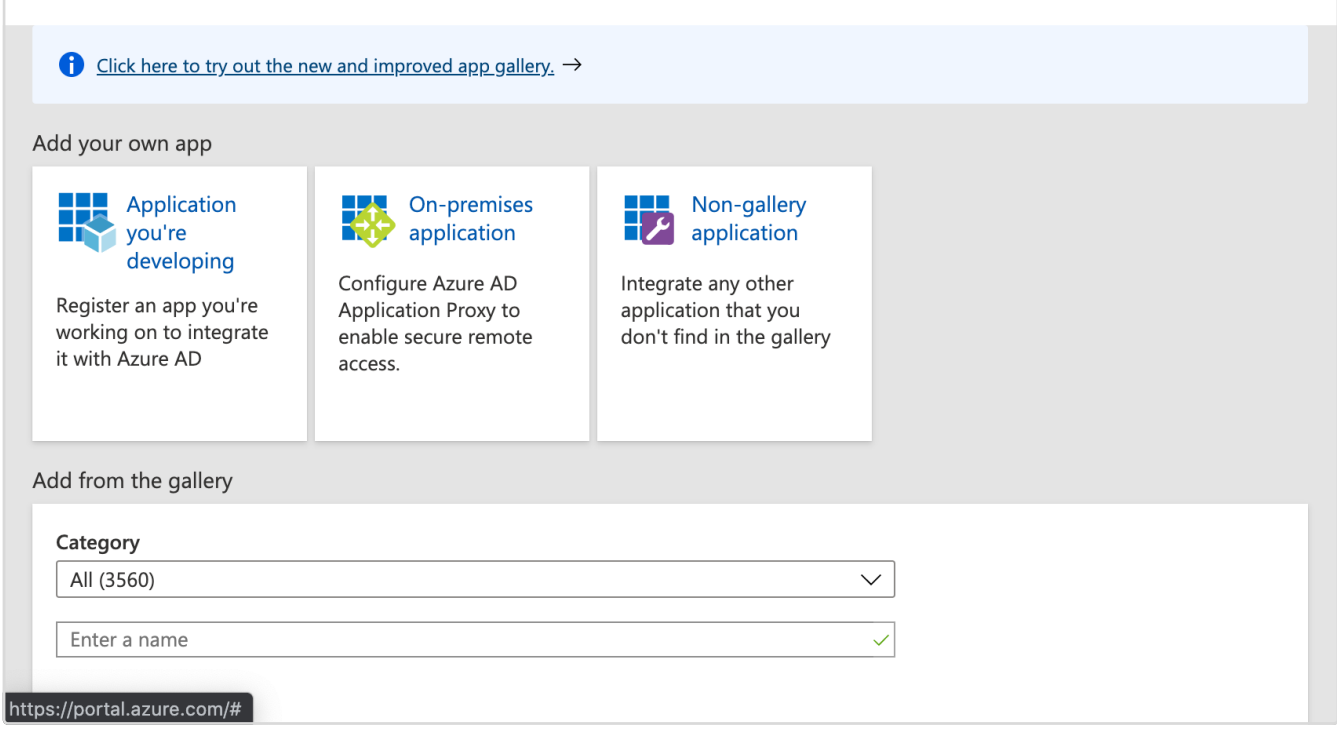 Click here to try out the new and improved app gallery. →
Add your own app
Application
you're
developing
Register an app you're
working on to integrate
it with Azure AD
On-premises
application
Configure Azure AD
Application Proxy to
enable secure remote
access.
Non-gallery
application
Integrate any other
application that you
don't find in the gallery
Add from the gallery
Category
All (3560)
Enter a name
https://portal.azure.com/#